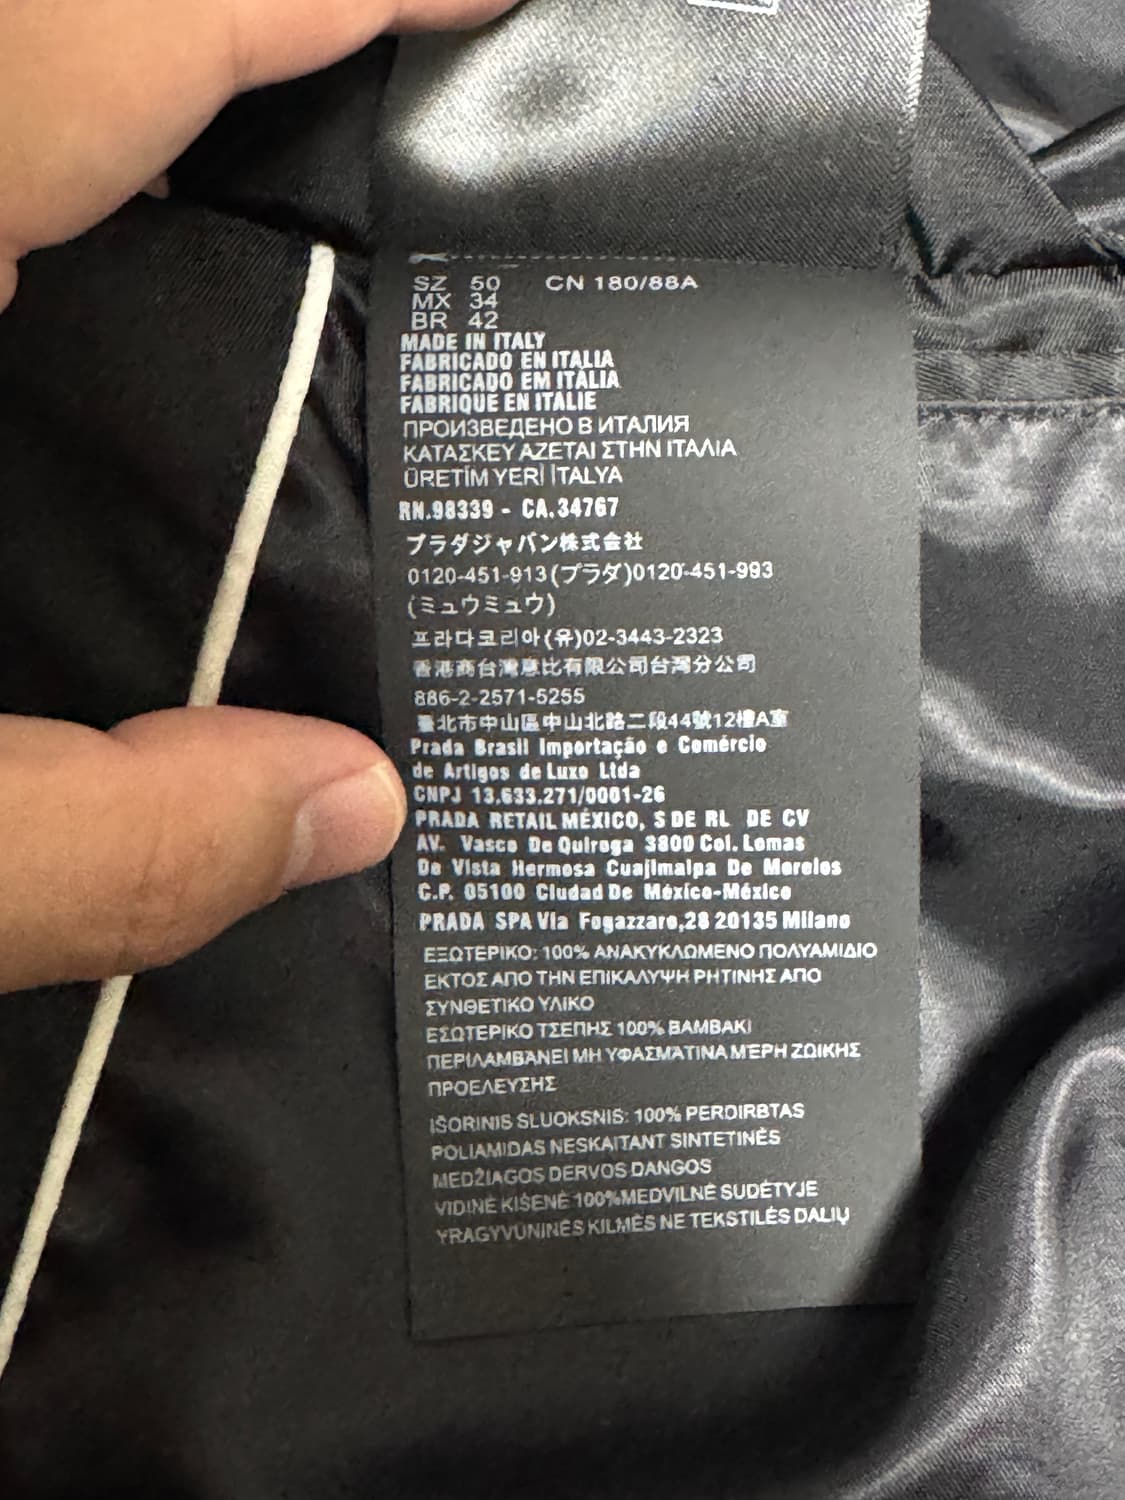 SZ 50 CN 180/88A
MX 34
BR 42
MADE IN ITALY
FABRICADO EN ITALIA
FABRICADO EM ITÁLIA
FABRIQUE EN ITALIE
ПРОИЗВЕДЕНО В ИТАЛИЯ
ΚΑΤΑΣΚΕΥ ΑΖΕΤΑΙ ΣΤΗΝ ΙΤΑΛΙΑ
ÜRETİM YERİ İTALYA
RN.98339 - CA.34767
プラダジャパン株式会社
0120-451-913(プラダ)0120-451-993
(ミュウミュウ)
프라다코리아(유)02-3443-2323
香港商台灣意比有限公司台灣分公司
886-2-2571-5255
臺北市中山區中山北路二段44號12樓A室
Prada Brasil Importação e Comércio
de Artigos de Luxo Ltda
CNPJ 13.633.271/0001-26
PRADA RETAIL MÉXICO, S DE RL DE CV
AV. Vasco De Quiroga 3800 Col. Lomas
De Vista Hermosa Cuajimalpa De Morelos
C.P. 05100 Ciudad De México-México
PRADA SPA Via Fogazzaro,28 20135 Milano
ΕΞΩΤΕΡΙΚΟ: 100% ΑΝΑΚΥΚΛΩΜΕΝΟ ΠΟΛΥΑΜΙΔΙΟ
ΕΚΤΟΣ ΑΠΟ ΤΗΝ ΕΠΙΚΑΛΥΨΗ ΡΗΤΙΝΗΣ ΑΠΟ
ΣΥΝΘΕΤΙΚΟ ΥΛΙΚΟ
ΕΣΩΤΕΡΙΚΟ ΤΣΕΠΗΣ 100% ΒΑΜΒΑΚΙ
ΠΕΡΙΛΑΜΒΑΝΕΙ ΜΗ ΥΦΑΣΜΑΤΙΝΑ ΜΈΡΗ ΖΩΙΚΗΣ
ΠΡΟΕΛΕΥΣΗΣ
IŠORINIS SLUOKSNIS: 100% PERDIRBTAS
POLIAMIDAS NESKAITANT SINTETINĖS
MEDŽIAGOS DERVOS DANGOS
VIDINĖ KIŠENĖ 100%MEDVILNĖ SUDĖTYJE
YRAGYVŪNINĖS KILMĖS NE TEKSTILĖS DALIŲ